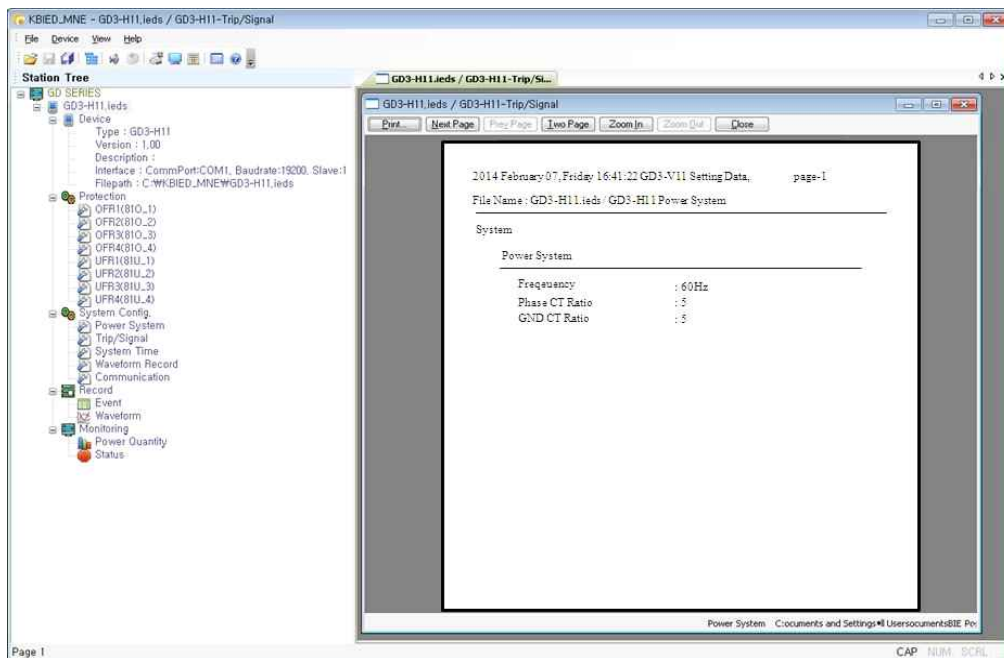 KBIED_MNE - GD3-H11,ieds / GD3-H11-Trip/Signal
File Device View Help
Station Tree
GD SERIES
GD3-H11,ieds
Device
Type : GD3-H11
Version : 1,00
Description :
Interface : CommPort:COM1, Baudrate:19200, Slave:1
Filepath : C:₩KBIED_MNE₩GD3-H11,ieds
Protection
OFR1(81O_1)
OFR2(81O_2)
OFR3(81O_3)
OFR4(81O_4)
UFR1(81U_1)
UFR2(81U_2)
UFR3(81U_3)
UFR4(81U_4)
System Config,
Power System
Trip/Signal
System Time
Waveform Record
Communication
Record
Event
Waveform
Monitoring
Power Quantity
Status
GD3-H11.ieds / GD3-H11-Trip/Si...
GD3-H11,ieds / GD3-H11-Trip/Signal
Print... Next Page Prev Page Two Page Zoom In Zoom Out Close
2014 February 07, Friday 16:41:22 GD3-V11 Setting Data, page-1
File Name : GD3-H11.ieds / GD3-H11 Power System
System
Power System
Freqeuancy : 60Hz
Phase CT Ratio : 5
GND CT Ratio : 5
Power System C:ocuments and Settings₩ll UsersocumentsBIE Po
Page 1
CAP NUM SCRL